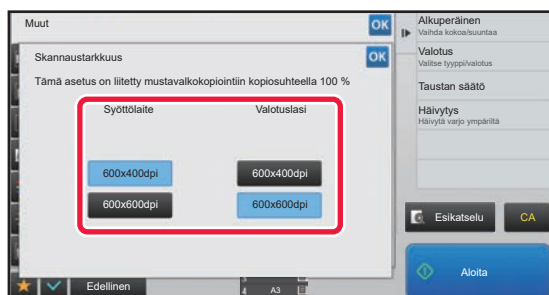 Muut
OK
Skannaustarkkuus
OK
Tämä asetus on liitetty mustavalkokopiointiin kopiosuhteella 100 %
Syöttölaite
Valotuslasi
600x400dpi
600x400dpi
600x600dpi
600x600dpi
Edellinen
4 A3
Alkuperäinen
Vaihda kokoa/suuntaa
Valotus
Valitse tyyppi/valotus
Taustan säätö
Häivytys
Häivytä varjo ympäriltä
Esikatselu
CA
Aloita